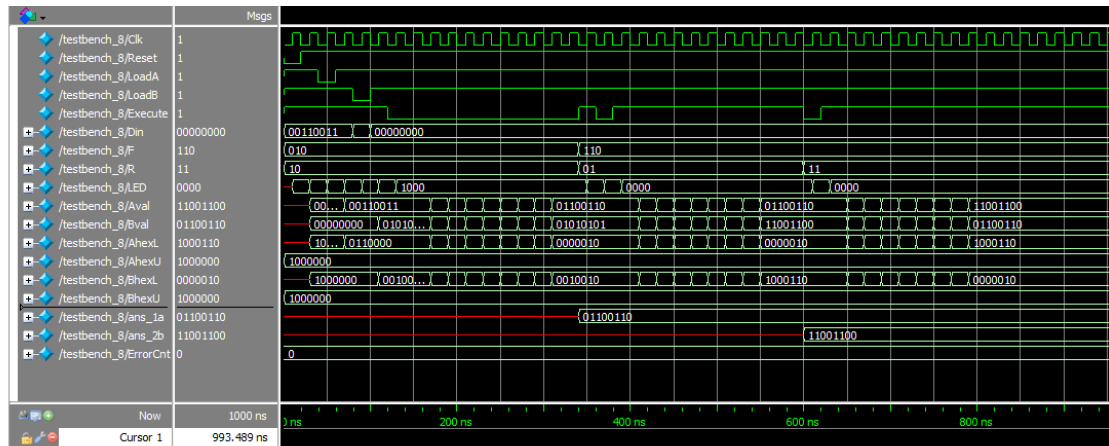 Msgs
/testbench_8/Clk 1
/testbench_8/Reset 1
/testbench_8/LoadA 1
/testbench_8/LoadB 1
/testbench_8/Execute 1
/testbench_8/Din 00000000 00110011 00000000
/testbench_8/F 110 010 110
/testbench_8/R 11 10 01 11
/testbench_8/LED 0000 1000 0000 0000
/testbench_8/Aval 11001100 00... 00110011 01100110 01100110 11001100
/testbench_8/Bval 01100110 00000000 01010... 01010101 11001100 01100110
/testbench_8/AhexL 1000110 10... 0110000 0000010 0000010 1000110
/testbench_8/AhexU 1000000 1000000
/testbench_8/BhexL 0000010 1000000 00100... 0010010 1000110 0000010
/testbench_8/BhexU 1000000 1000000
/testbench_8/ans_1a 01100110 01100110
/testbench_8/ans_2b 11001100 11001100
/testbench_8/ErrorCnt 0 0
Now 1000 ns ns 200 ns 400 ns 600 ns 800 ns
Cursor 1 993.489 ns